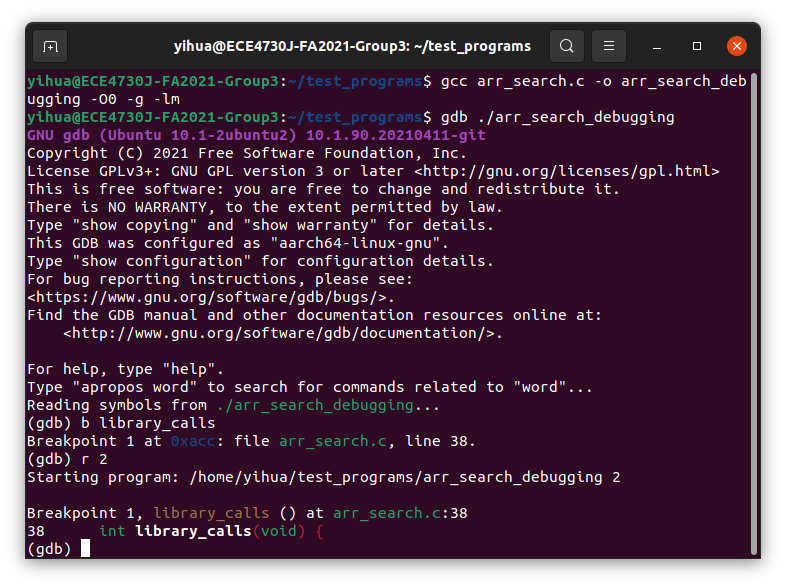 yihua@ECE4730J-FA2021-Group3: ~/test_programs
yihua@ECE4730J-FA2021-Group3:~/test_programs$ gcc arr_search.c -o arr_search_deb
ugging -O0 -g -lm
yihua@ECE4730J-FA2021-Group3:~/test_programs$ gdb ./arr_search_debugging
GNU gdb (Ubuntu 10.1-2ubuntu2) 10.1.90.20210411-git
Copyright (C) 2021 Free Software Foundation, Inc.
License GPLv3+: GNU GPL version 3 or later <http://gnu.org/licenses/gpl.html>
This is free software: you are free to change and redistribute it.
There is NO WARRANTY, to the extent permitted by law.
Type "show copying" and "show warranty" for details.
This GDB was configured as "aarch64-linux-gnu".
Type "show configuration" for configuration details.
For bug reporting instructions, please see:
<https://www.gnu.org/software/gdb/bugs/>.
Find the GDB manual and other documentation resources online at:
    <http://www.gnu.org/software/gdb/documentation/>.

For help, type "help".
Type "apropos word" to search for commands related to "word"...
Reading symbols from ./arr_search_debugging...
(gdb) b library_calls
Breakpoint 1 at 0xacc: file arr_search.c, line 38.
(gdb) r 2
Starting program: /home/yihua/test_programs/arr_search_debugging 2

Breakpoint 1, library_calls () at arr_search.c:38
38      int library_calls(void) {
(gdb)